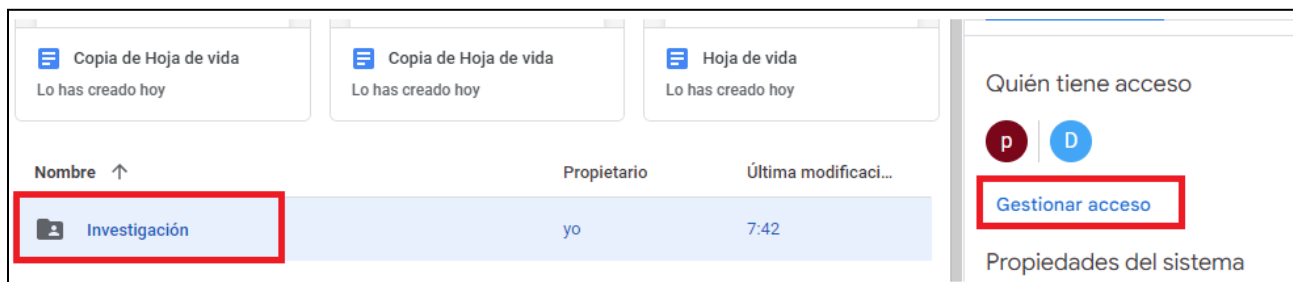 Copia de Hoja de vida
Lo has creado hoy
Copia de Hoja de vida
Lo has creado hoy
Hoja de vida
Lo has creado hoy
Nombre ↑ Propietario Última modificaci...
Investigación yo 7:42
Quién tiene acceso
p D
Gestionar acceso
Propiedades del sistema